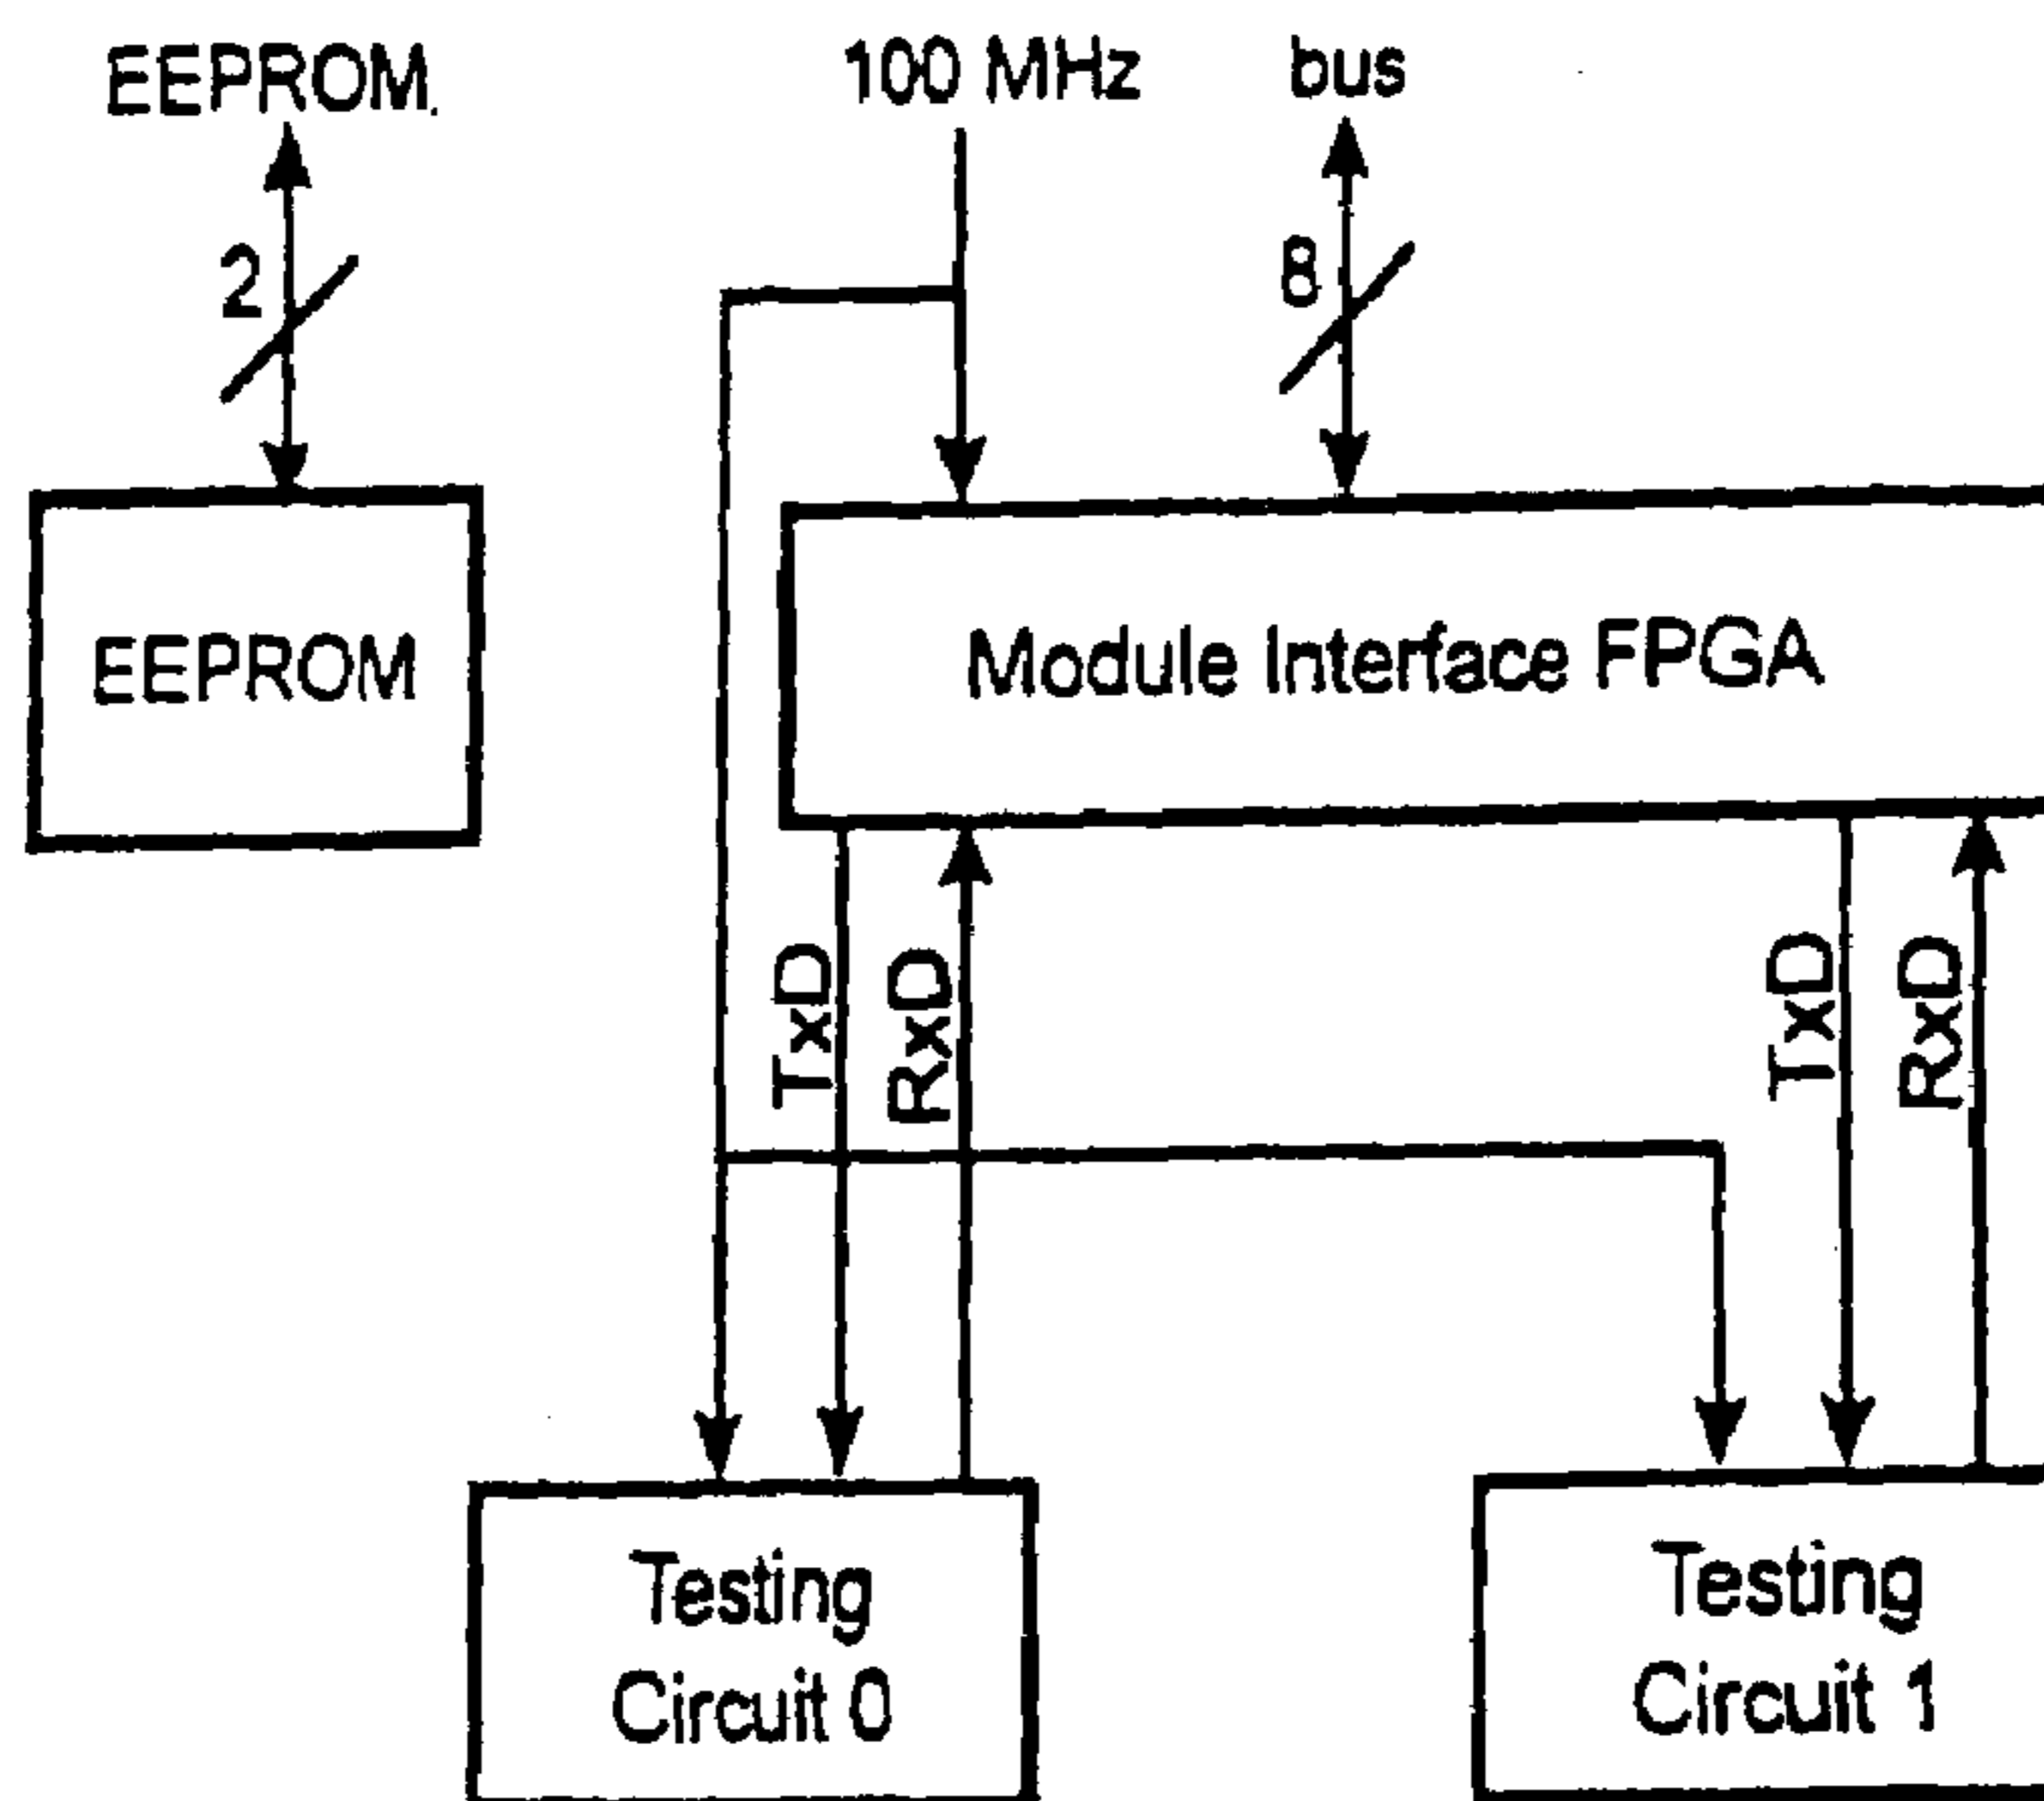 EEPROM.
100 MHz
bus
2
8
EEPROM
Module Interface FPGA
TxD
RxD
TxD
RxD
Testing
Circuit 0
Testing
Circuit 1